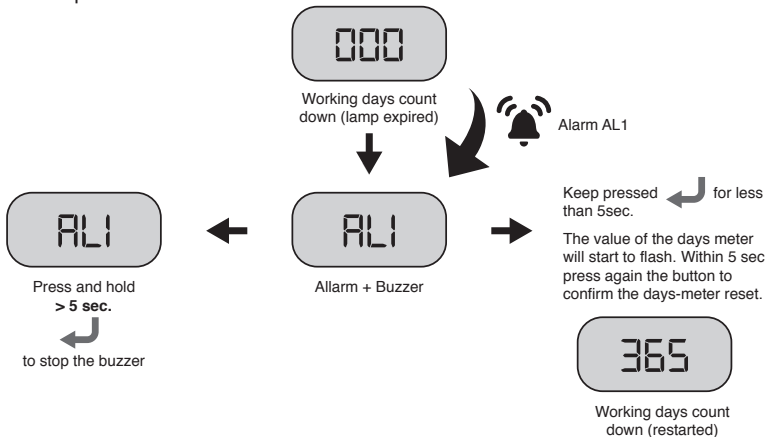 000
Working days count
down (lamp expired)
Alarm AL1
AL1
Press and hold
> 5 sec.
to stop the buzzer
AL1
Allarm + Buzzer
Keep pressed for less
than 5sec.
The value of the days meter
will start to flash. Within 5 sec
press again the button to
confirm the days-meter reset.
365
Working days count
down (restarted)